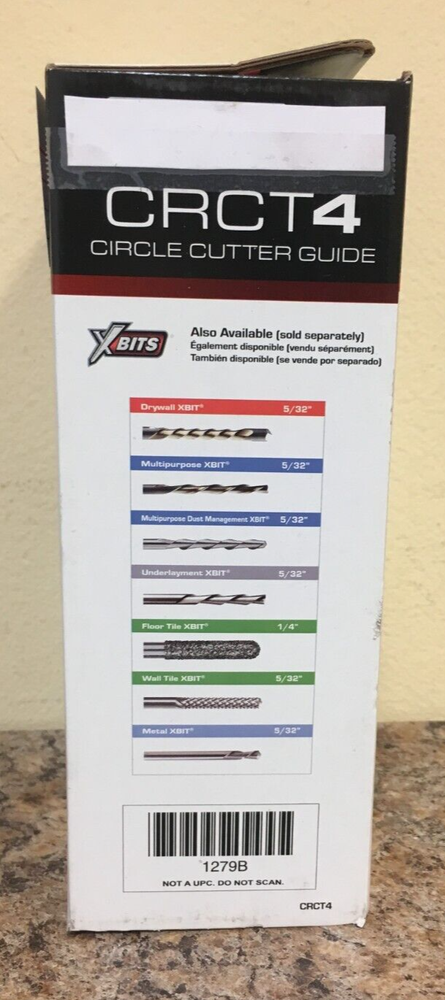 CRCT4
CIRCLE CUTTER GUIDE
XBITS
Also Available (sold separately)
Également disponible (vendu séparément)
También disponible (se vende por separado)
Drywall XBIT® 5/32"
Multipurpose XBIT® 5/32"
Multipurpose Dust Management XBIT® 5/32"
Underlayment XBIT® 5/32"
Floor Tile XBIT® 1/4"
Wall Tile XBIT® 5/32"
Metal XBIT® 5/32"
1279B
NOT A UPC. DO NOT SCAN.
CRCT4